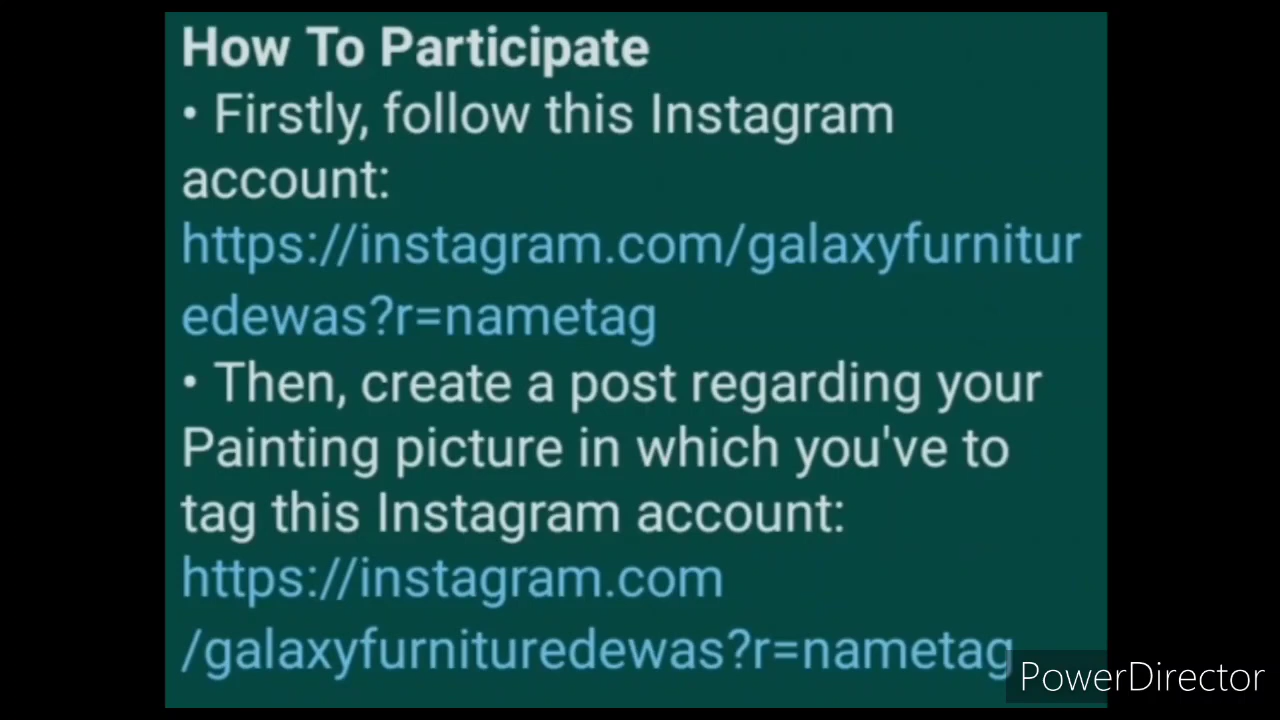 How To Participate
• Firstly, follow this Instagram
account:
https://instagram.com/galaxyfurnitur
edewas?r=nametag
• Then, create a post regarding your
Painting picture in which you've to
tag this Instagram account:
https://instagram.com
/galaxyfurnituredewas?r=nametag
PowerDirector